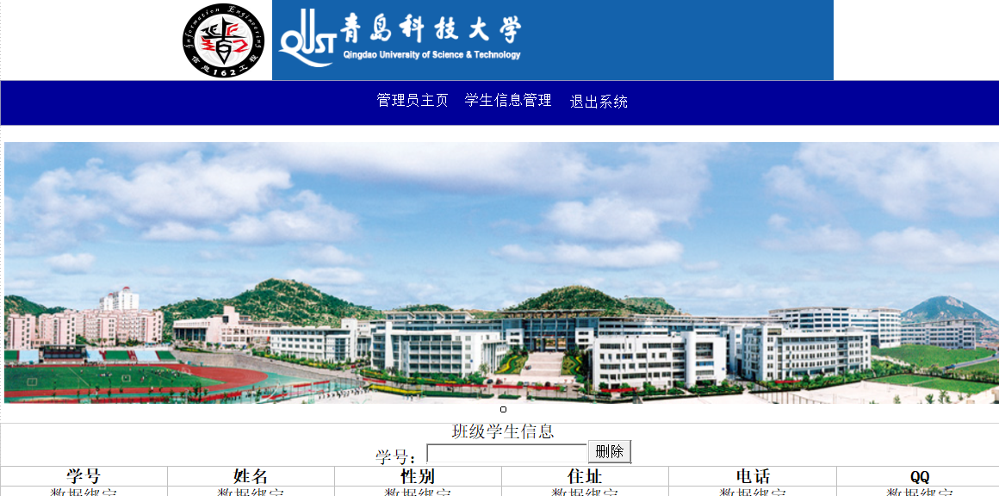 Information Engineering
信息162工程
QUST 青岛科技大学
Qingdao University of Science & Technology
管理员主页 学生信息管理 退出系统
班级学生信息
学号： 删除
学号 姓名 性别 住址 电话 QQ
数据绑定 数据绑定 数据绑定 数据绑定 数据绑定 数据绑定